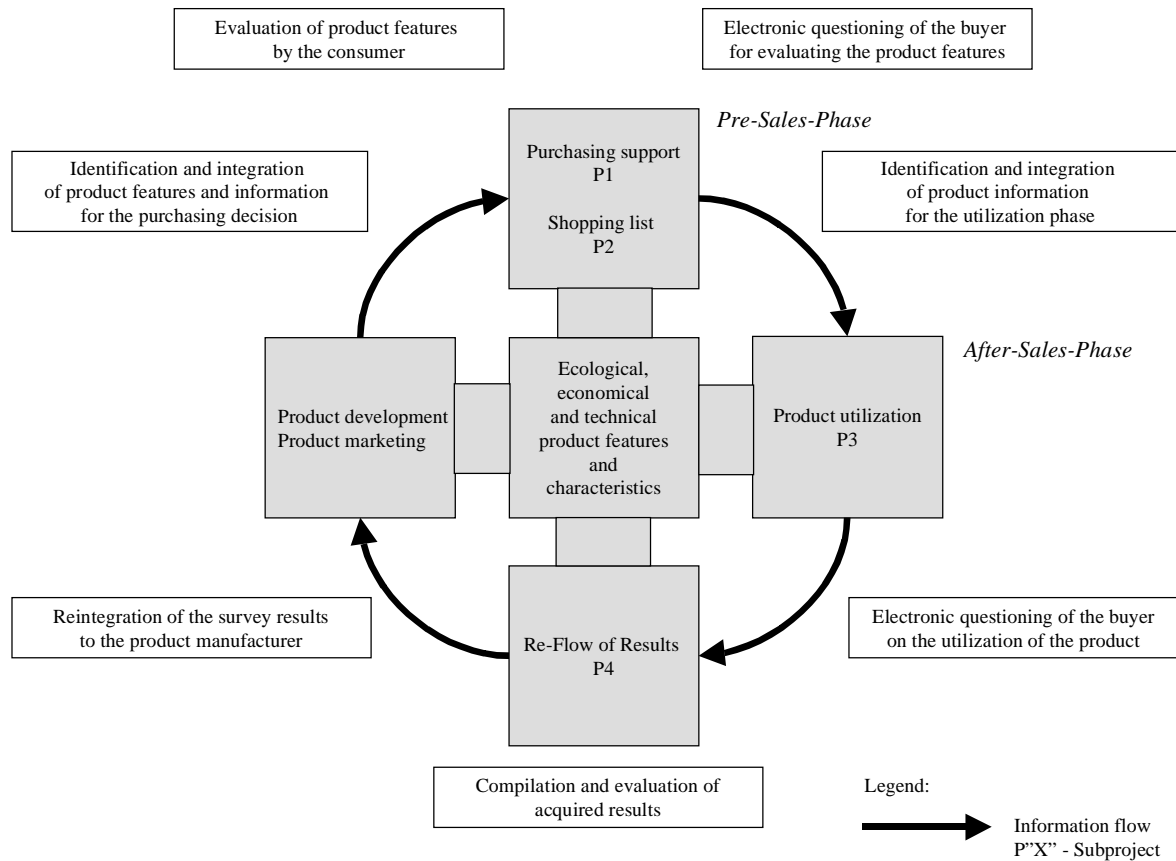 Evaluation of product features
by the consumer
Electronic questioning of the buyer
for evaluating the product features
Pre-Sales-Phase
Purchasing support
P1
Shopping list
P2
Identification and integration
of product features and information
for the purchasing decision
Identification and integration
of product information
for the utilization phase
After-Sales-Phase
Product development
Product marketing
Ecological,
economical
and technical
product features
and
characteristics
Product utilization
P3
Reintegration of the survey results
to the product manufacturer
Re-Flow of Results
P4
Electronic questioning of the buyer
on the utilization of the product
Compilation and evaluation of
acquired results
Legend:
Information flow
P”X” - Subproject